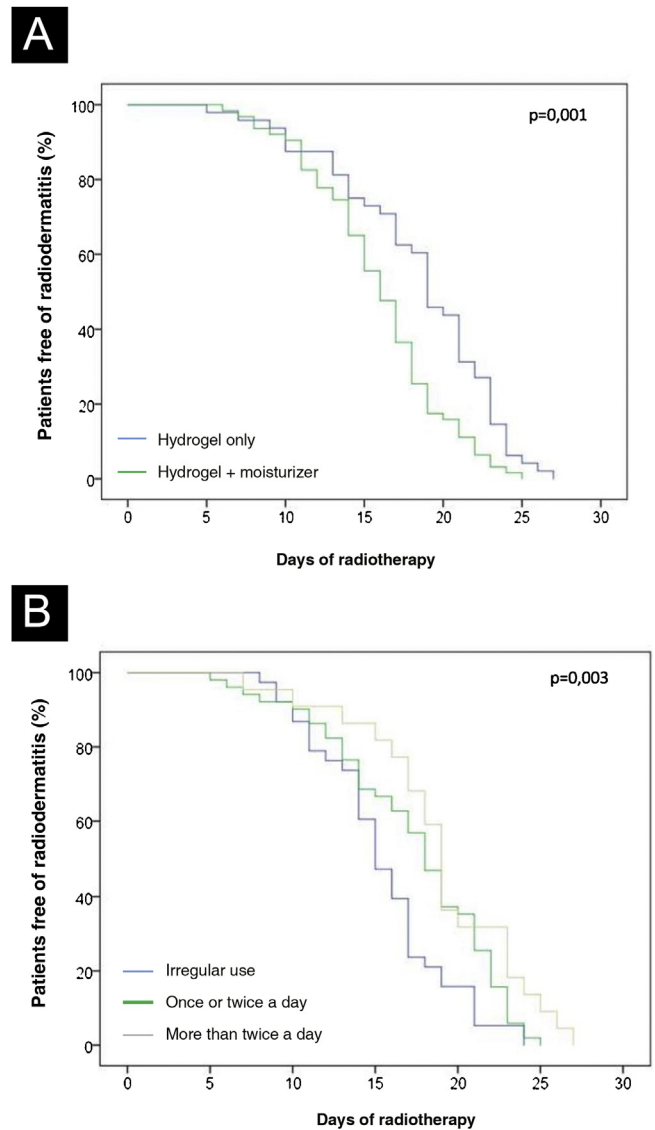 A
p=0,001
Patients free of radiodermatitis (%)
100
80
60
40
20
0
Hydrogel only
Hydrogel + moisturizer
0 5 10 15 20 25 30
Days of radiotherapy
B
p=0,003
Patients free of radiodermatitis (%)
100
80
60
40
20
0
Irregular use
Once or twice a day
More than twice a day
0 5 10 15 20 25 30
Days of radiotherapy